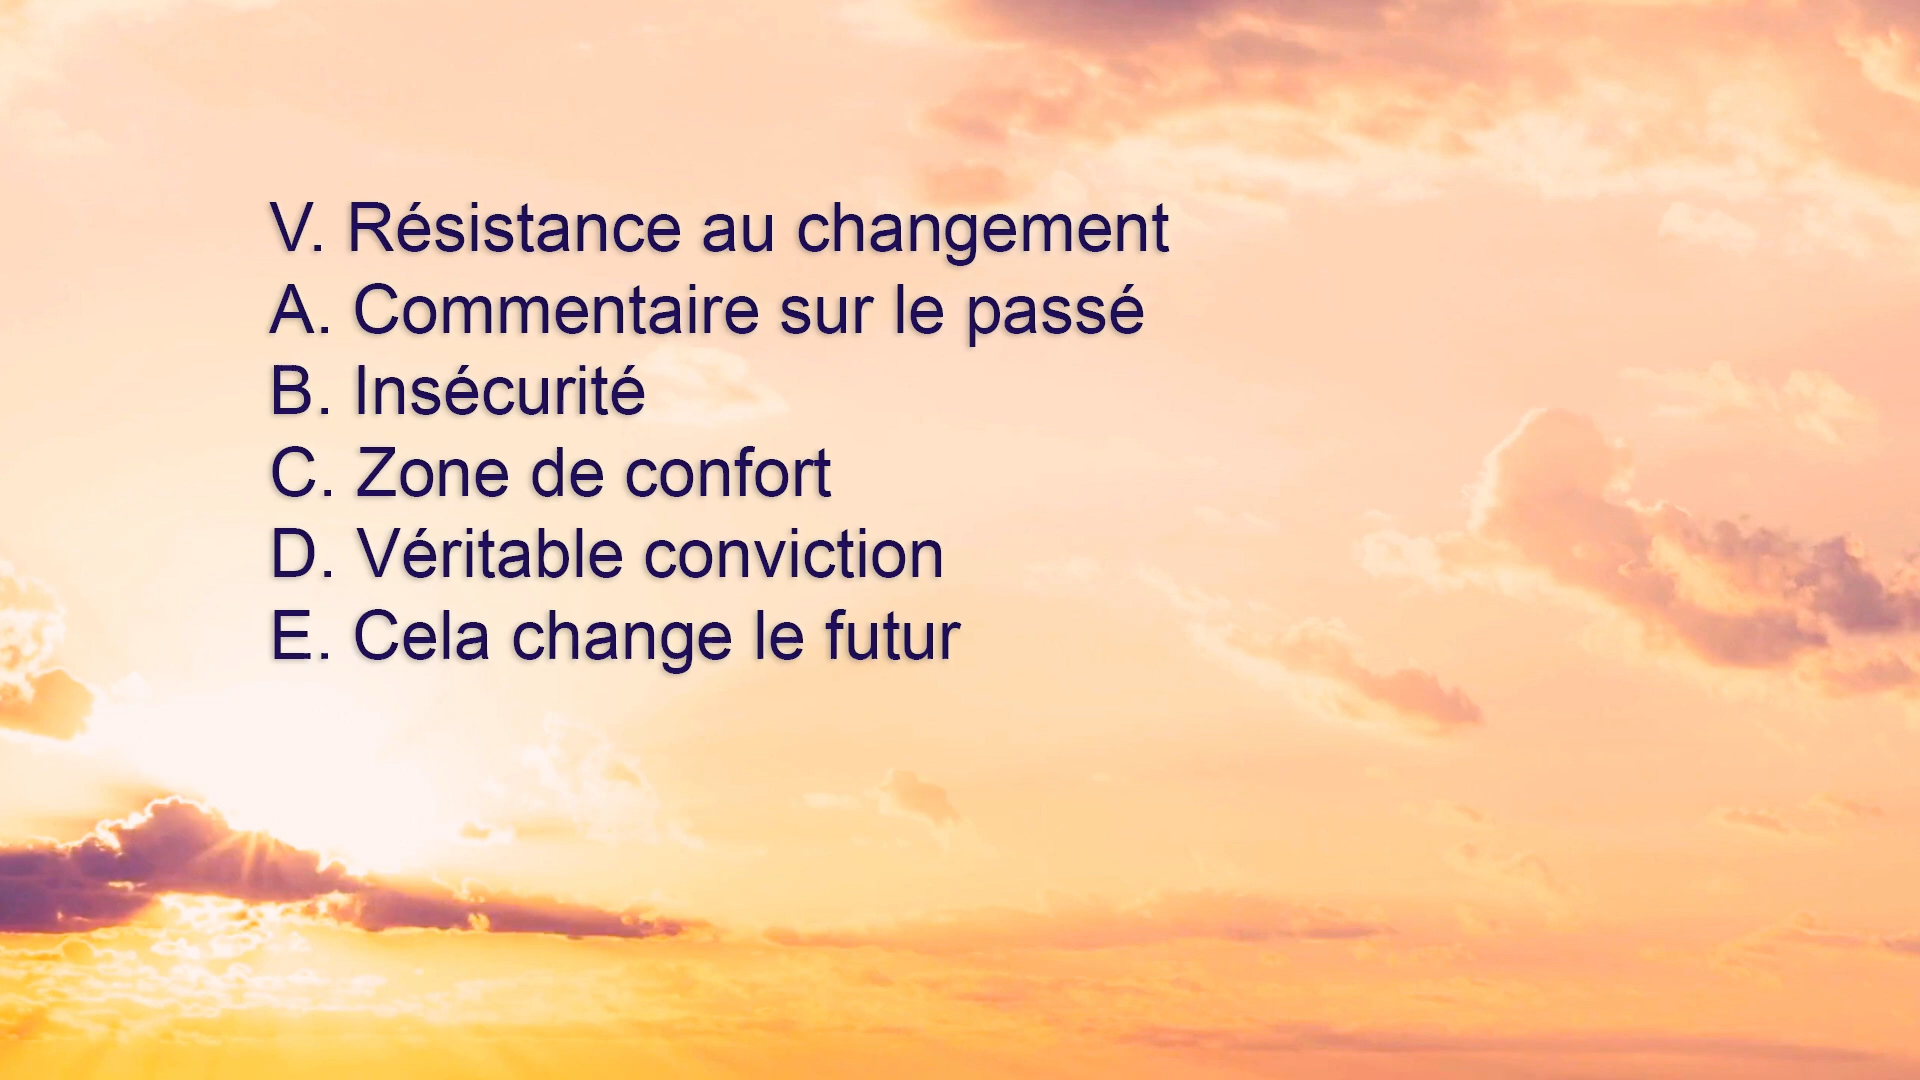 V. Résistance au changement
A. Commentaire sur le passé
B. Insécurité
C. Zone de confort
D. Véritable conviction
E. Cela change le futur